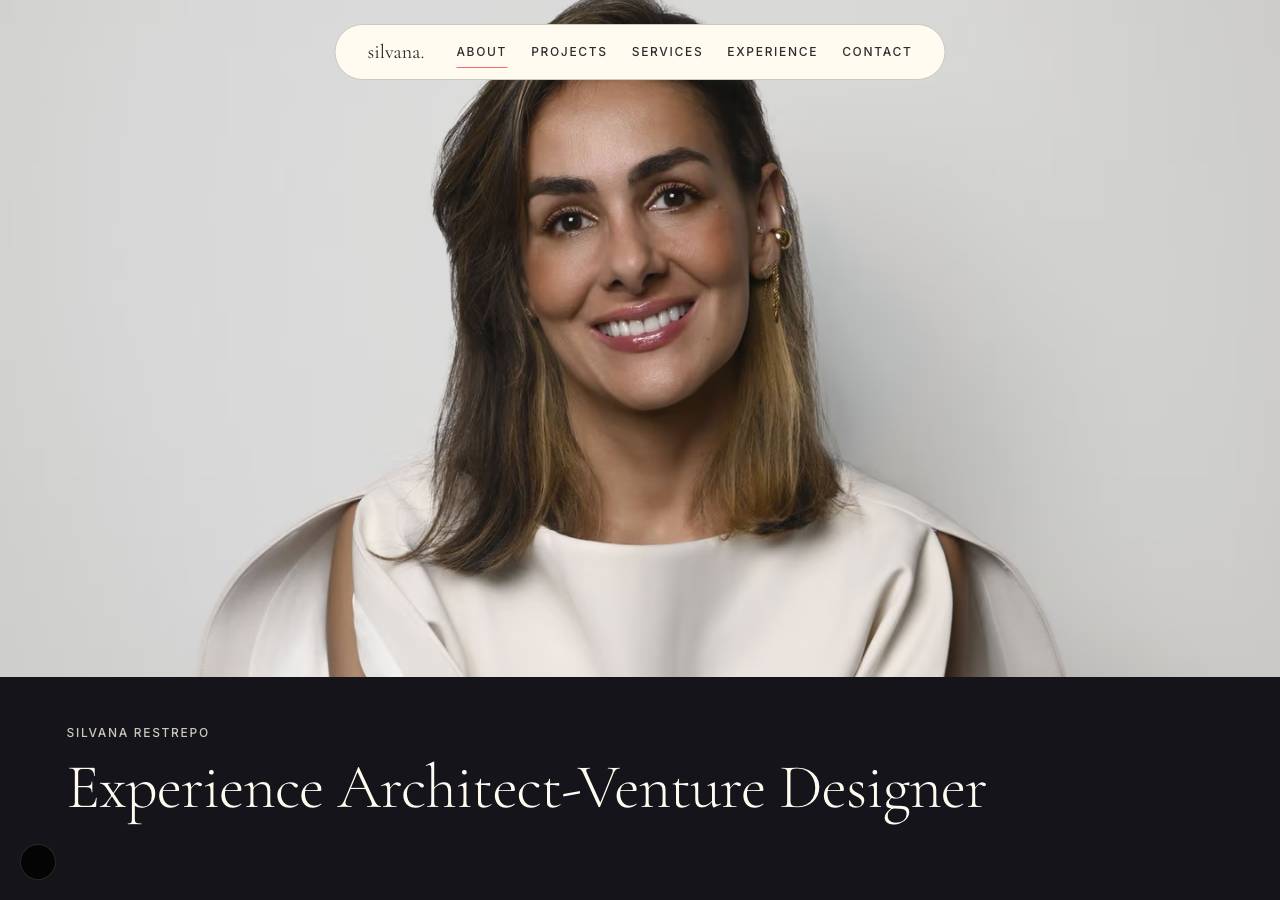 silvana.
ABOUT
PROJECTS
SERVICES
EXPERIENCE
CONTACT
SILVANA RESTREPO
Experience Architect-Venture Designer